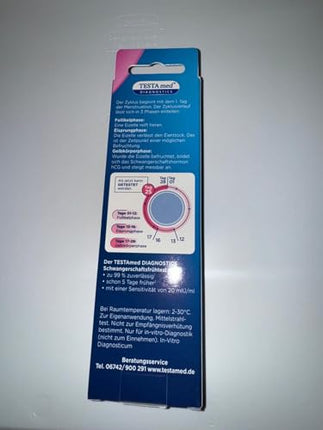 TESTA med
DIAGNOSTICS
Der Zyklus beginnt mit dem 1. Tag
der Menstruation. Der Zyklusverlauf
lässt sich in 3 Phasen einteilen:
Follikelphase:
Eine Eizelle reift heran.
Eisprungphase:
Die Eizelle verlässt den Eierstock. Das
ist der Zeitpunkt einer möglichen
Befruchtung.
Gelbkörperphase:
Wurde die Eizelle befruchtet, bildet
sich das Schwangerschaftshormon
hCG und steigt messbar an.
GETESTET
werden
Tag
25
Tag
28
Tag
01
Tage 01-12:
Follikelphase
Tage 13-16:
Eisprungphase
Tage 17-28:
Gelbkörperphase
17
16
13
12
Der TESTAmed DIAGNOSTICS
• zu 99 % zuverlässig
• schon 5 Tage früher
• mit einer Sensitivität von 20 mIU/ml
Bei Raumtemperatur lagern: 2-30°C.
Zur Eigenanwendung, Mittelstrahl-
test. Nicht zur Empfängnisverhütung
bestimmt. Nur für in-vitro-Diagnostik
(nicht zum Einnehmen). In-Vitro
Diagnosticum
Beratungsservice
Tel. 06742/900 291 www.testamed.de